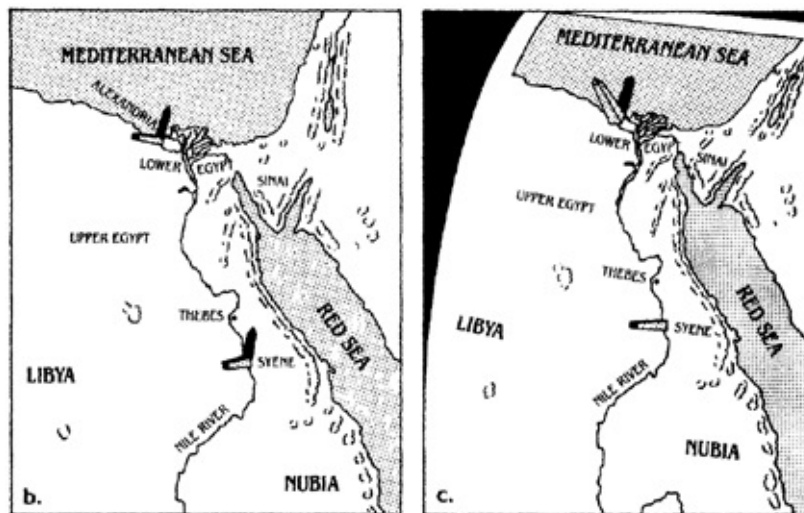 MEDITERRANEAN SEA
ALEXANDRIA
LOWER EGYPT
SINAI
UPPER EGYPT
THEBES
RED SEA
SYENE
LIBYA
NILE RIVER
NUBIA
b.
MEDITERRANEAN SEA
LOWER EGYPT
SINAI
UPPER EGYPT
THEBES
RED SEA
SYENE
LIBYA
NILE RIVER
NUBIA
c.